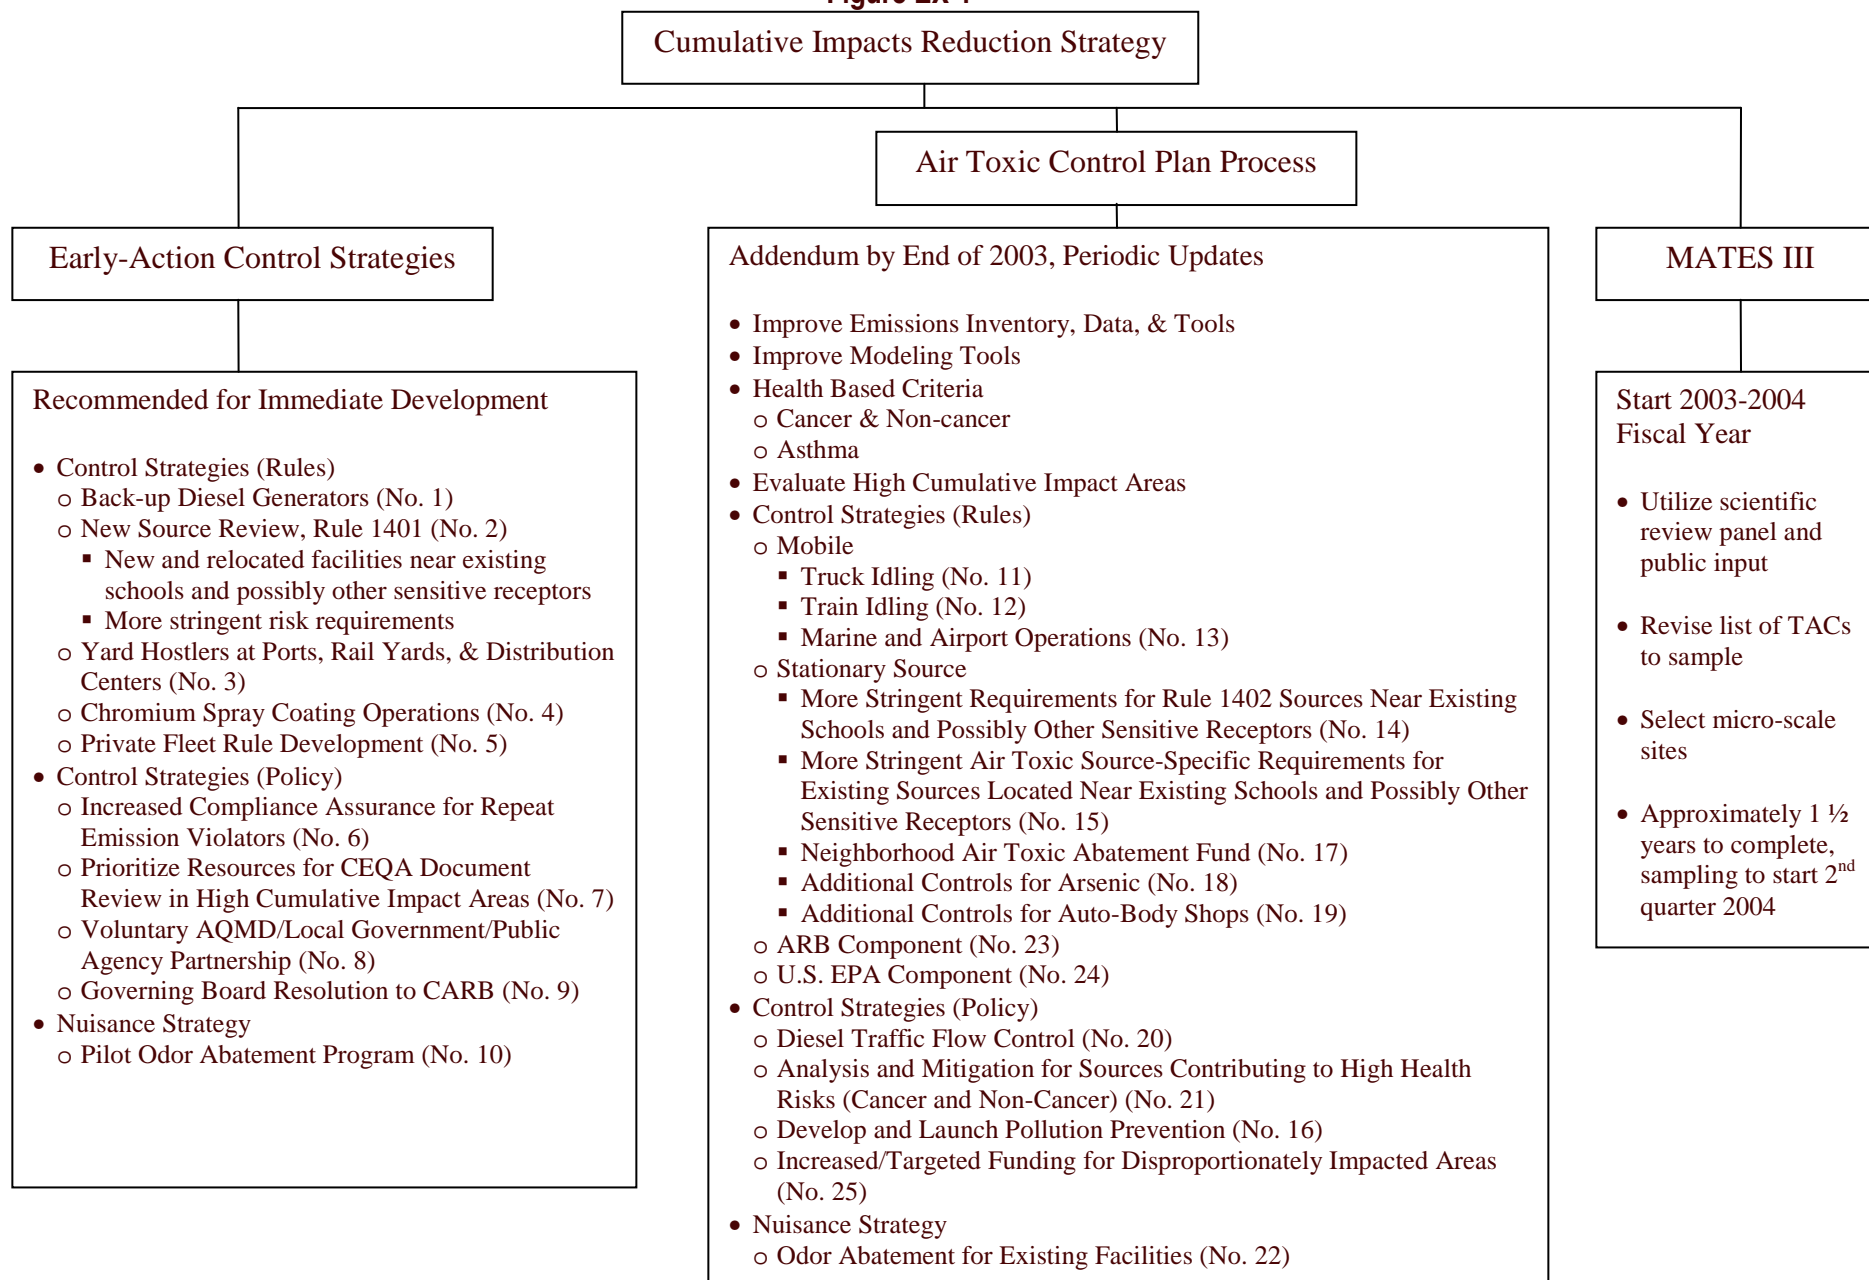 Cumulative Impacts Reduction Strategy
Air Toxic Control Plan Process
Early-Action Control Strategies
Recommended for Immediate Development
• Control Strategies (Rules)
o Back-up Diesel Generators (No. 1)
o New Source Review, Rule 1401 (No. 2)
▪ New and relocated facilities near existing
schools and possibly other sensitive receptors
▪ More stringent risk requirements
o Yard Hostlers at Ports, Rail Yards, & Distribution
Centers (No. 3)
o Chromium Spray Coating Operations (No. 4)
o Private Fleet Rule Development (No. 5)
• Control Strategies (Policy)
o Increased Compliance Assurance for Repeat
Emission Violators (No. 6)
o Prioritize Resources for CEQA Document
Review in High Cumulative Impact Areas (No. 7)
o Voluntary AQMD/Local Government/Public
Agency Partnership (No. 8)
o Governing Board Resolution to CARB (No. 9)
• Nuisance Strategy
o Pilot Odor Abatement Program (No. 10)
Addendum by End of 2003, Periodic Updates
• Improve Emissions Inventory, Data, & Tools
• Improve Modeling Tools
• Health Based Criteria
o Cancer & Non-cancer
o Asthma
• Evaluate High Cumulative Impact Areas
• Control Strategies (Rules)
o Mobile
▪ Truck Idling (No. 11)
▪ Train Idling (No. 12)
▪ Marine and Airport Operations (No. 13)
o Stationary Source
▪ More Stringent Requirements for Rule 1402 Sources Near Existing
Schools and Possibly Other Sensitive Receptors (No. 14)
▪ More Stringent Air Toxic Source-Specific Requirements for
Existing Sources Located Near Existing Schools and Possibly Other
Sensitive Receptors (No. 15)
▪ Neighborhood Air Toxic Abatement Fund (No. 17)
▪ Additional Controls for Arsenic (No. 18)
▪ Additional Controls for Auto-Body Shops (No. 19)
o ARB Component (No. 23)
o U.S. EPA Component (No. 24)
• Control Strategies (Policy)
o Diesel Traffic Flow Control (No. 20)
o Analysis and Mitigation for Sources Contributing to High Health
Risks (Cancer and Non-Cancer) (No. 21)
o Develop and Launch Pollution Prevention (No. 16)
o Increased/Targeted Funding for Disproportionately Impacted Areas
(No. 25)
• Nuisance Strategy
o Odor Abatement for Existing Facilities (No. 22)
MATES III
Start 2003-2004
Fiscal Year
• Utilize scientific
review panel and
public input
• Revise list of TACs
to sample
• Select micro-scale
sites
• Approximately 1 ½
years to complete,
sampling to start 2nd
quarter 2004